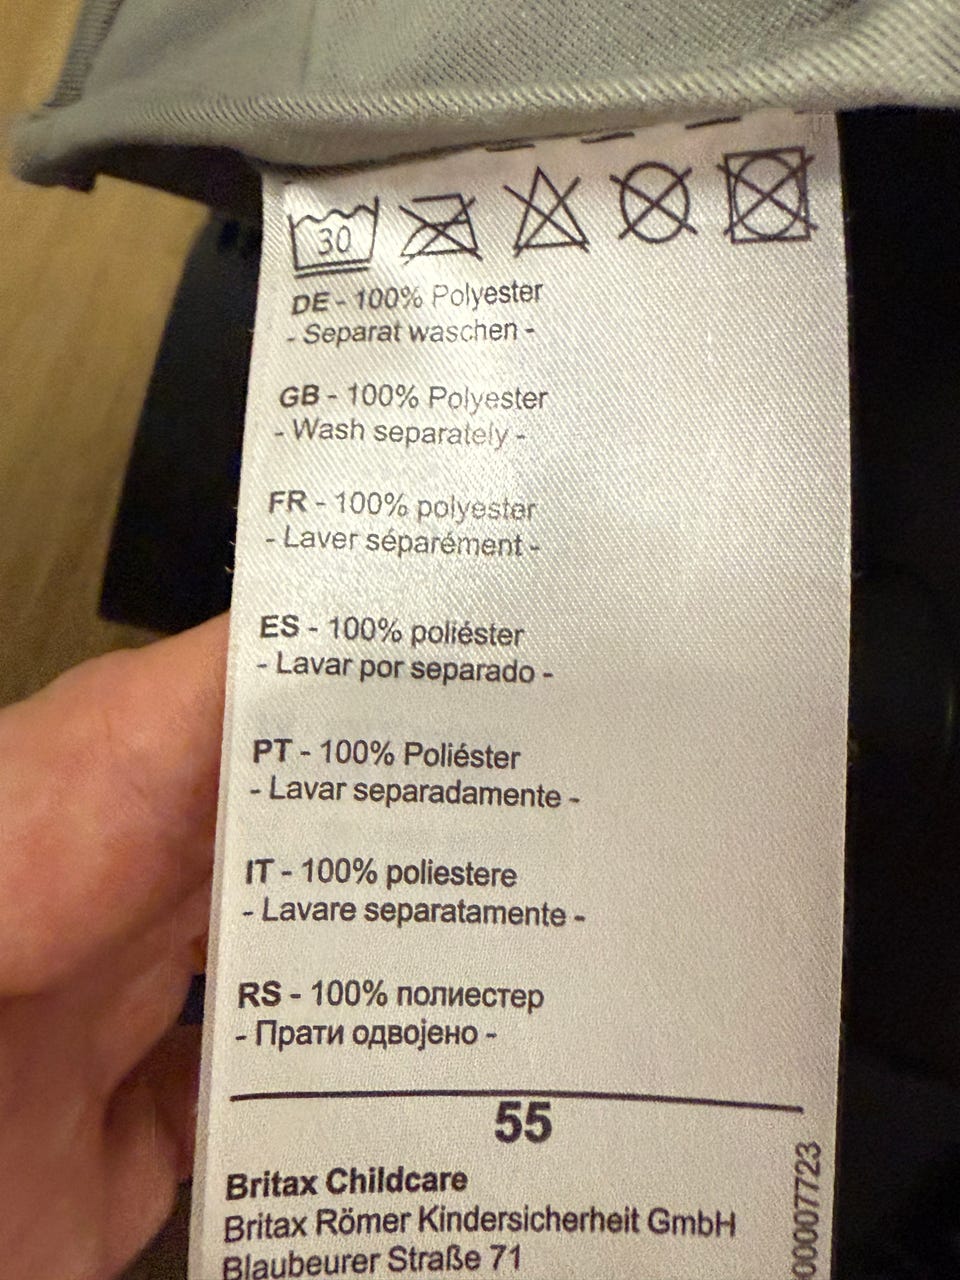 30
DE - 100% Polyester
- Separat waschen -
GB - 100% Polyester
- Wash separately -
FR - 100% polyester
- Laver séparément -
ES - 100% poliéster
- Lavar por separado -
PT - 100% Poliéster
- Lavar separadamente -
IT - 100% poliestere
- Lavare separatamente -
RS - 100% полиестер
- Прати одвојено -
55
Britax Childcare
Britax Römer Kindersicherheit GmbH
Blaubeurer Straße 71